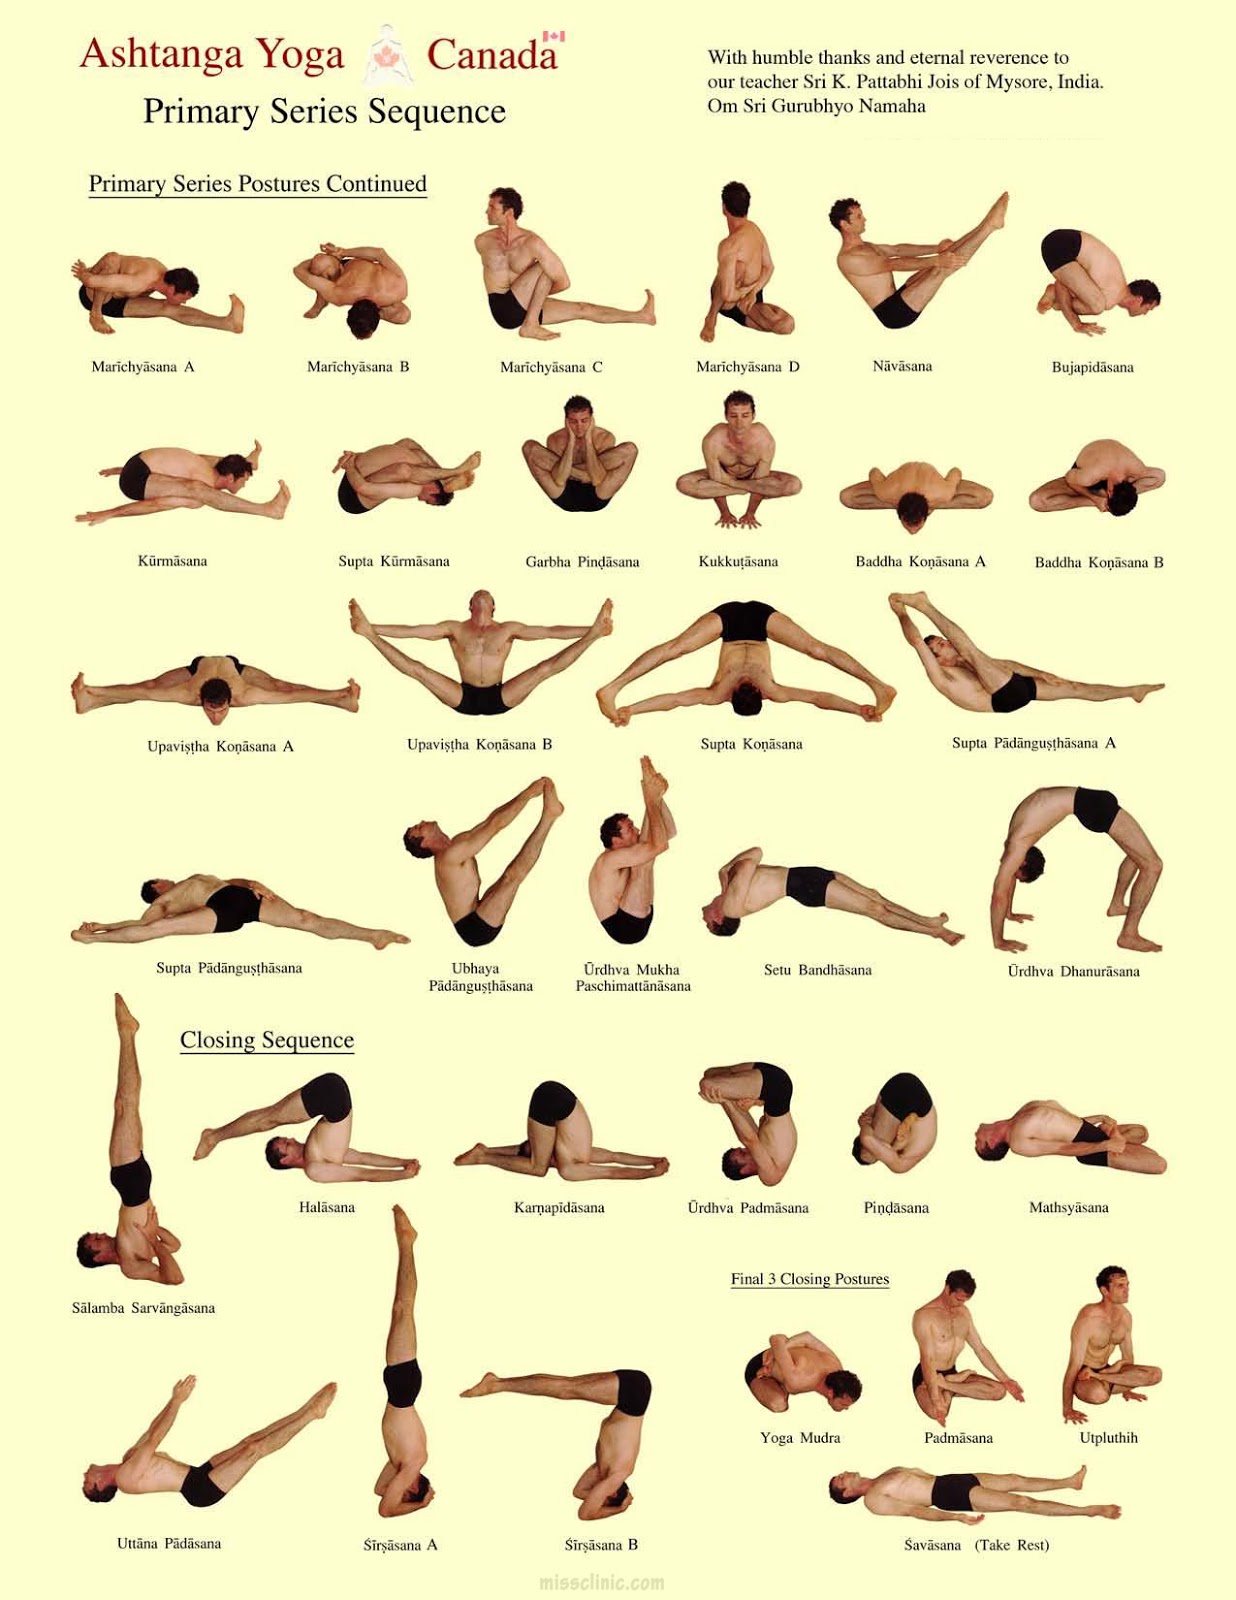 Ashtanga Yoga Canada
Primary Series Sequence
With humble thanks and eternal reverence to
our teacher Sri K. Pattabhi Jois of Mysore, India.
Om Sri Gurubhyo Namaha
Primary Series Postures Continued
Marīchyāsana A
Marīchyāsana B
Marīchyāsana C
Marīchyāsana D
Nāvāsana
Bujapidāsana
Kūrmāsana
Supta Kūrmāsana
Garbha Piṇḍāsana
Kukkuṭāsana
Baddha Koṇāsana A
Baddha Koṇāsana B
Upaviṣṭha Koṇāsana A
Upaviṣṭha Koṇāsana B
Supta Koṇāsana
Supta Pādānguṣṭhāsana A
Supta Pādānguṣṭhāsana
Ubhaya
Pādānguṣṭhāsana
Ūrdhva Mukha
Paschimattānāsana
Setu Bandhāsana
Ūrdhva Dhanurāsana
Closing Sequence
Halāsana
Karṇapīdāsana
Ūrdhva Padmāsana
Piṇḍāsana
Mathsyāsana
Sālamba Sarvāngāsana
Final 3 Closing Postures
Yoga Mudra
Padmāsana
Utpluthih
Uttāna Pādāsana
Śīrṣāsana A
Śīrṣāsana B
Śavāsana (Take Rest)
missclinic.com